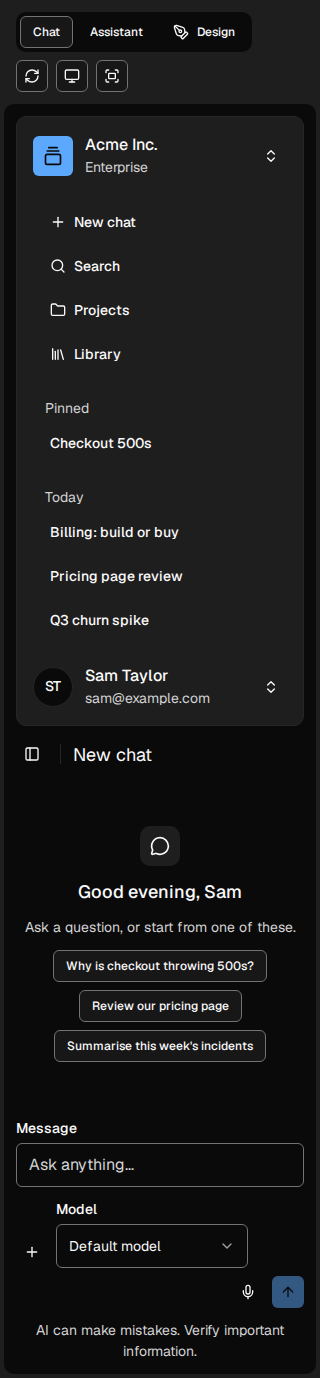 Chat
Assistant
Design
Acme Inc.
Enterprise
New chat
Search
Projects
Library
Pinned
Checkout 500s
Today
Billing: build or buy
Pricing page review
Q3 churn spike
ST
Sam Taylor
sam@example.com
New chat
Good evening, Sam
Ask a question, or start from one of these.
Why is checkout throwing 500s?
Review our pricing page
Summarise this week's incidents
Message
Ask anything...
Model
Default model
AI can make mistakes. Verify important
information.